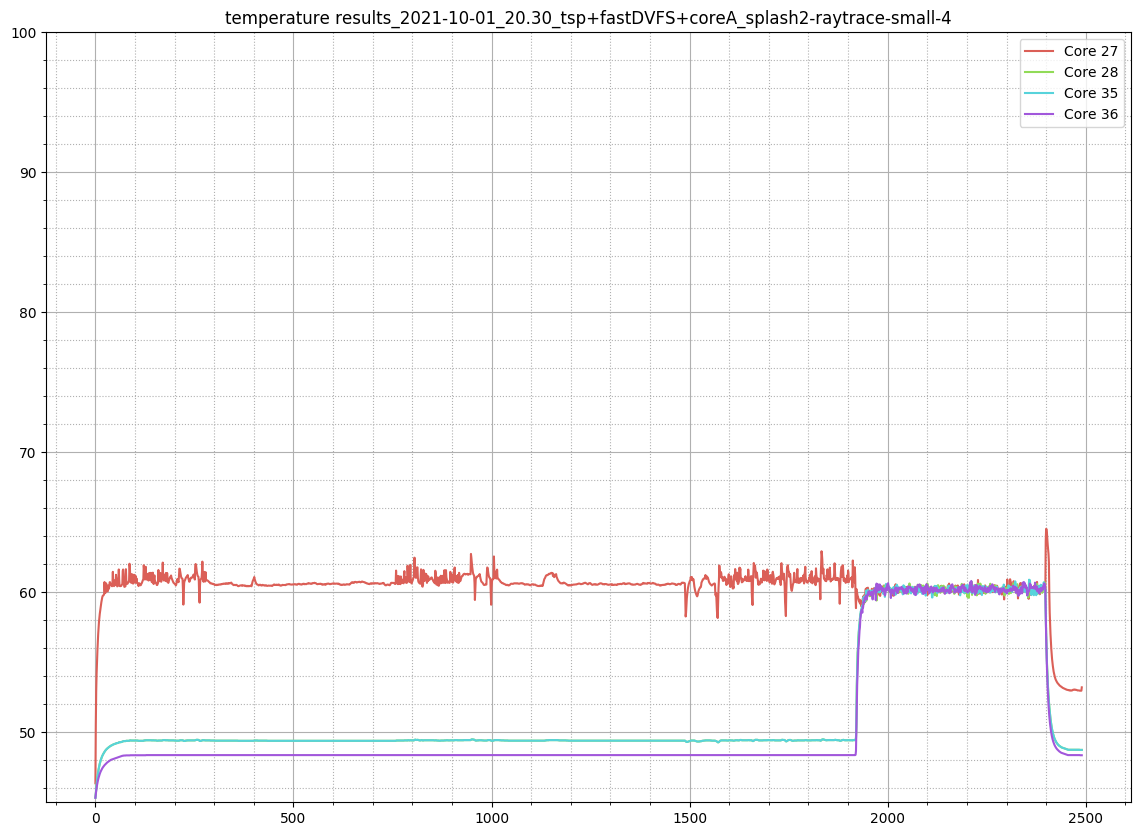 temperature results_2021-10-01_20.30_tsp+fastDVFS+coreA_splash2-raytrace-small-4
100
90
80
70
60
50
Core 27
Core 28
Core 35
Core 36
0
500
1000
1500
2000
2500